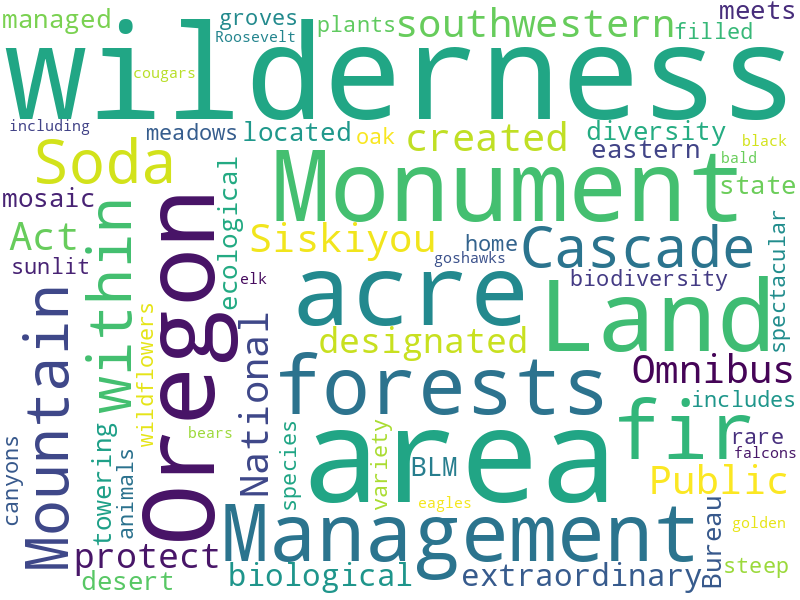 managed
groves
Roosevelt
plants
southwestern
meets
filled
wilderness
cougars
including
meadows
located
oak
created
diversity
eastern
black
bald
Soda
Monument
state
mosaic
within
Oregon
ecological
Act
Siskiyou
home
Cascade
spectacular
sunlit
elk
goshawks
biodiversity
acre
Land
Mountain
wildflowers
National
designated
Omnibus
forests
includes
fir
canyons
towering
animals
bears
species
area
variety
BLM
rare
falcons
Public
eagles
Management
Bureau
golden
protect
desert
biological
extraordinary
steep